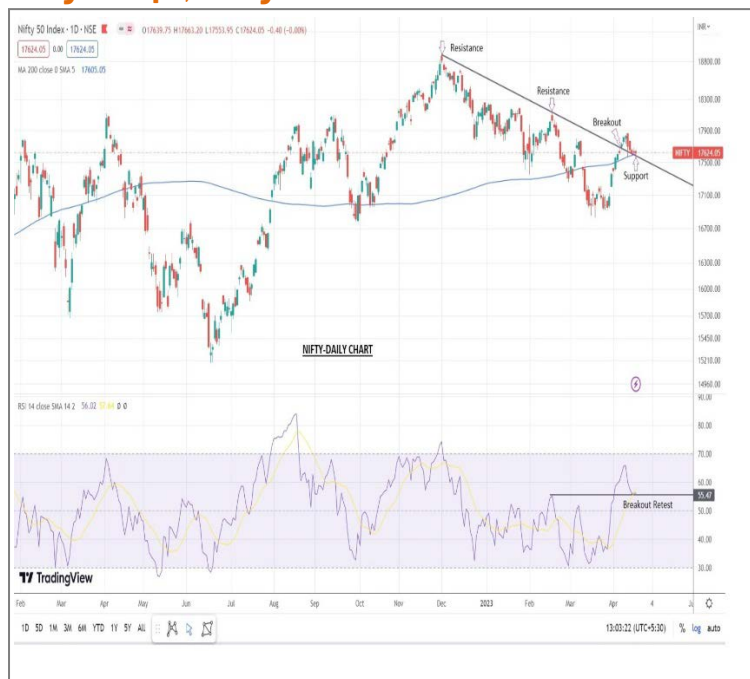 Nifty 50 Index · 1D · NSE
O17639.75 H17663.20 L17553.95 C17624.05 -0.40 (-0.00%)
INR
17624.05 0.00 17624.05
MA 200 close 0 SMA 5 17605.05
Resistance
Resistance
Breakout
Support
18800.00
18300.00
17900.00
NIFTY 17624.05
17500.00
17100.00
16700.00
16300.00
16000.00
15700.00
15450.00
15210.00
14960.00
NIFTY-DAILY CHART
RSI 14 close SMA 14 2 56.02 Ø Ø
90.00
80.00
70.00
60.00
55.47
50.00
40.00
30.00
Breakout Retest
TradingView
Feb Mar Apr May Jun Jul Aug Sep Oct Nov Dec 2023 Feb Mar Apr 4
1D 5D 1M 3M 6M YTD 1Y 5Y All
13:03:22 (UTC+5:30) % log auto